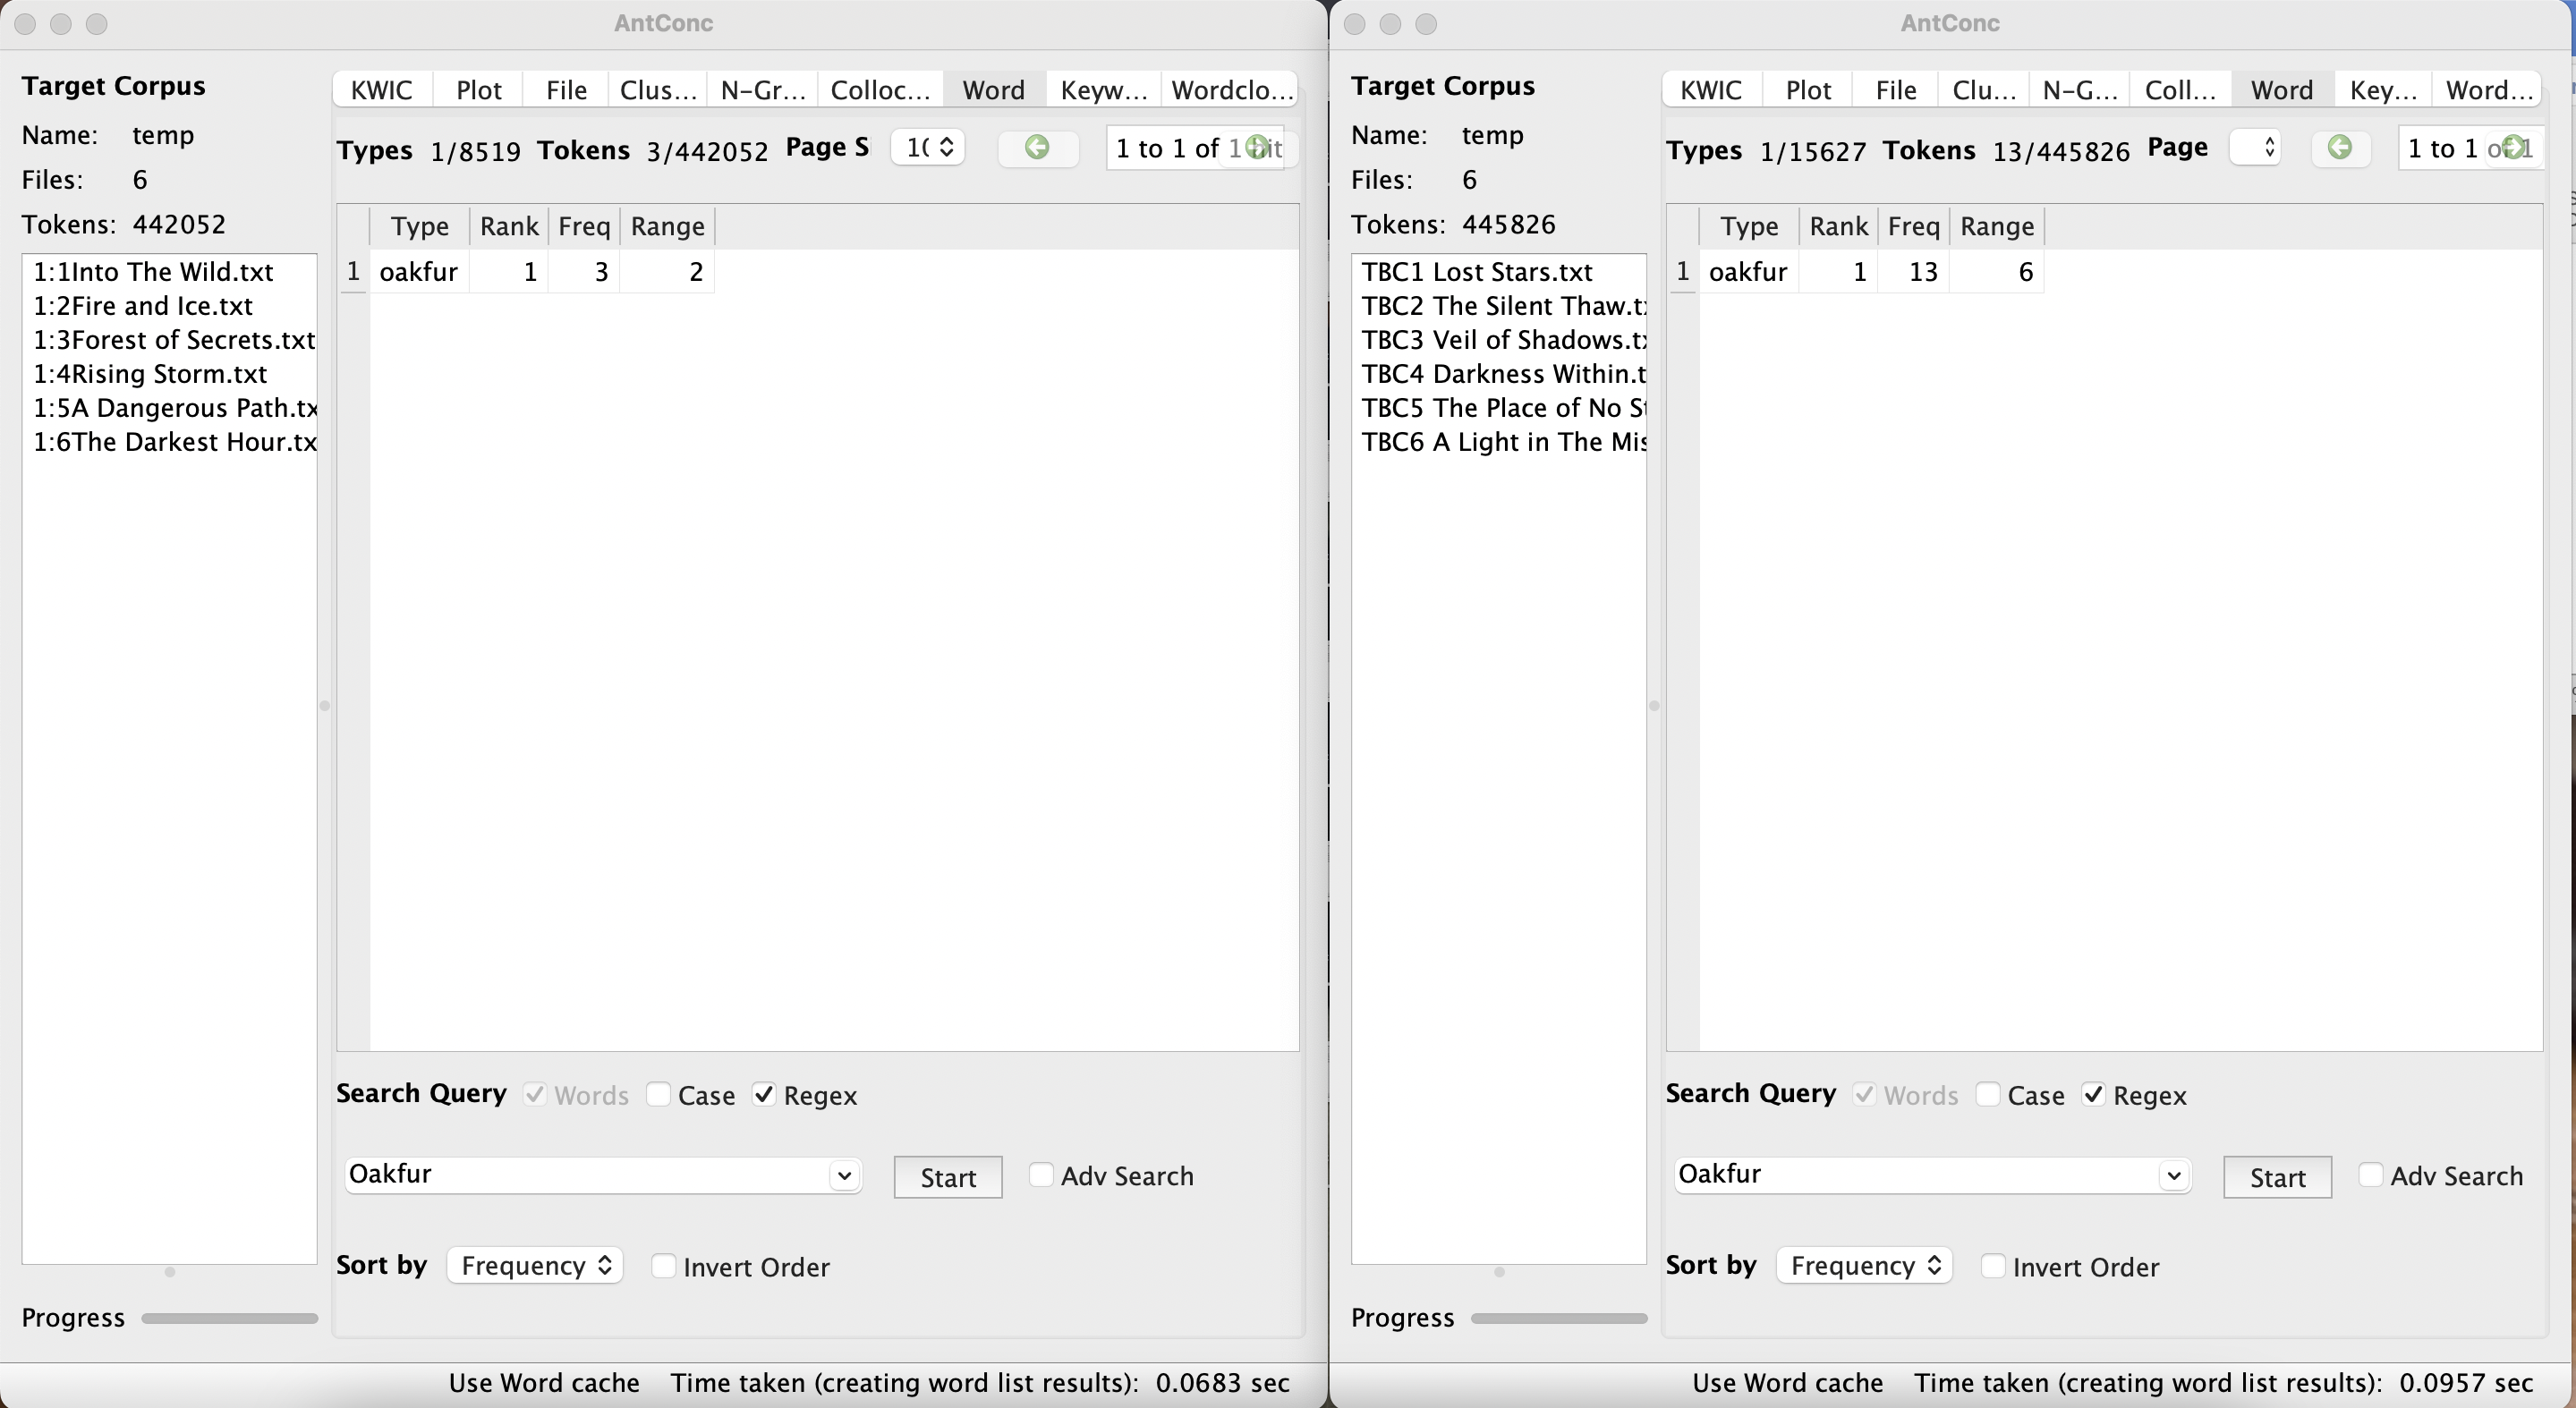 AntConc
Target Corpus
Name: temp
Files: 6
Tokens: 442052
1:1Into The Wild.txt
1:2Fire and Ice.txt
1:3Forest of Secrets.txt
1:4Rising Storm.txt
1:5A Dangerous Path.tx
1:6The Darkest Hour.tx
Progress
KWIC Plot File Clus... N-Gr... Colloc... Word Keyw... Wordclo...
Types 1/8519 Tokens 3/442052 Page S 1( 1 to 1 of 1 hit
Type Rank Freq Range
1 oakfur 1 3 2
Search Query Words Case Regex
Oakfur Start Adv Search
Sort by Frequency Invert Order
Use Word cache Time taken (creating word list results): 0.0683 sec
AntConc
Target Corpus
Name: temp
Files: 6
Tokens: 445826
TBC1 Lost Stars.txt
TBC2 The Silent Thaw.t
TBC3 Veil of Shadows.t
TBC4 Darkness Within.t
TBC5 The Place of No St
TBC6 A Light in The Mis
Progress
KWIC Plot File Clu... N-G... Coll... Word Key... Word...
Types 1/15627 Tokens 13/445826 Page 1 to 1 of 1
Type Rank Freq Range
1 oakfur 1 13 6
Search Query Words Case Regex
Oakfur Start Adv Search
Sort by Frequency Invert Order
Use Word cache Time taken (creating word list results): 0.0957 sec